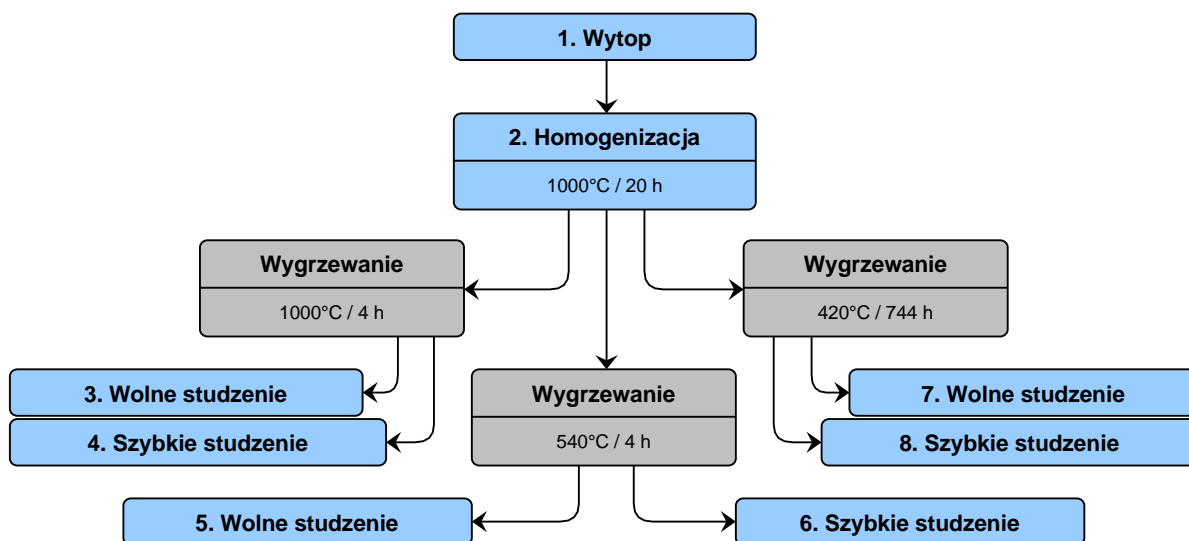 1. Wytop
2. Homogenizacja
1000°C / 20 h
Wygrzewanie
1000°C / 4 h
Wygrzewanie
420°C / 744 h
3. Wolne studzenie
4. Szybkie studzenie
Wygrzewanie
540°C / 4 h
7. Wolne studzenie
8. Szybkie studzenie
5. Wolne studzenie
6. Szybkie studzenie